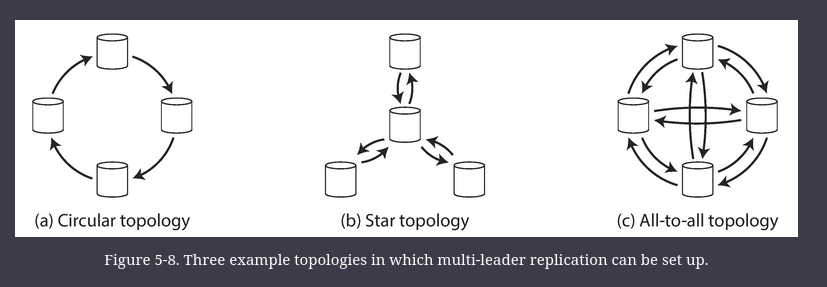 (a) Circular topology
(b) Star topology
(c) All-to-all topology
Figure 5-8. Three example topologies in which multi-leader replication can be set up.